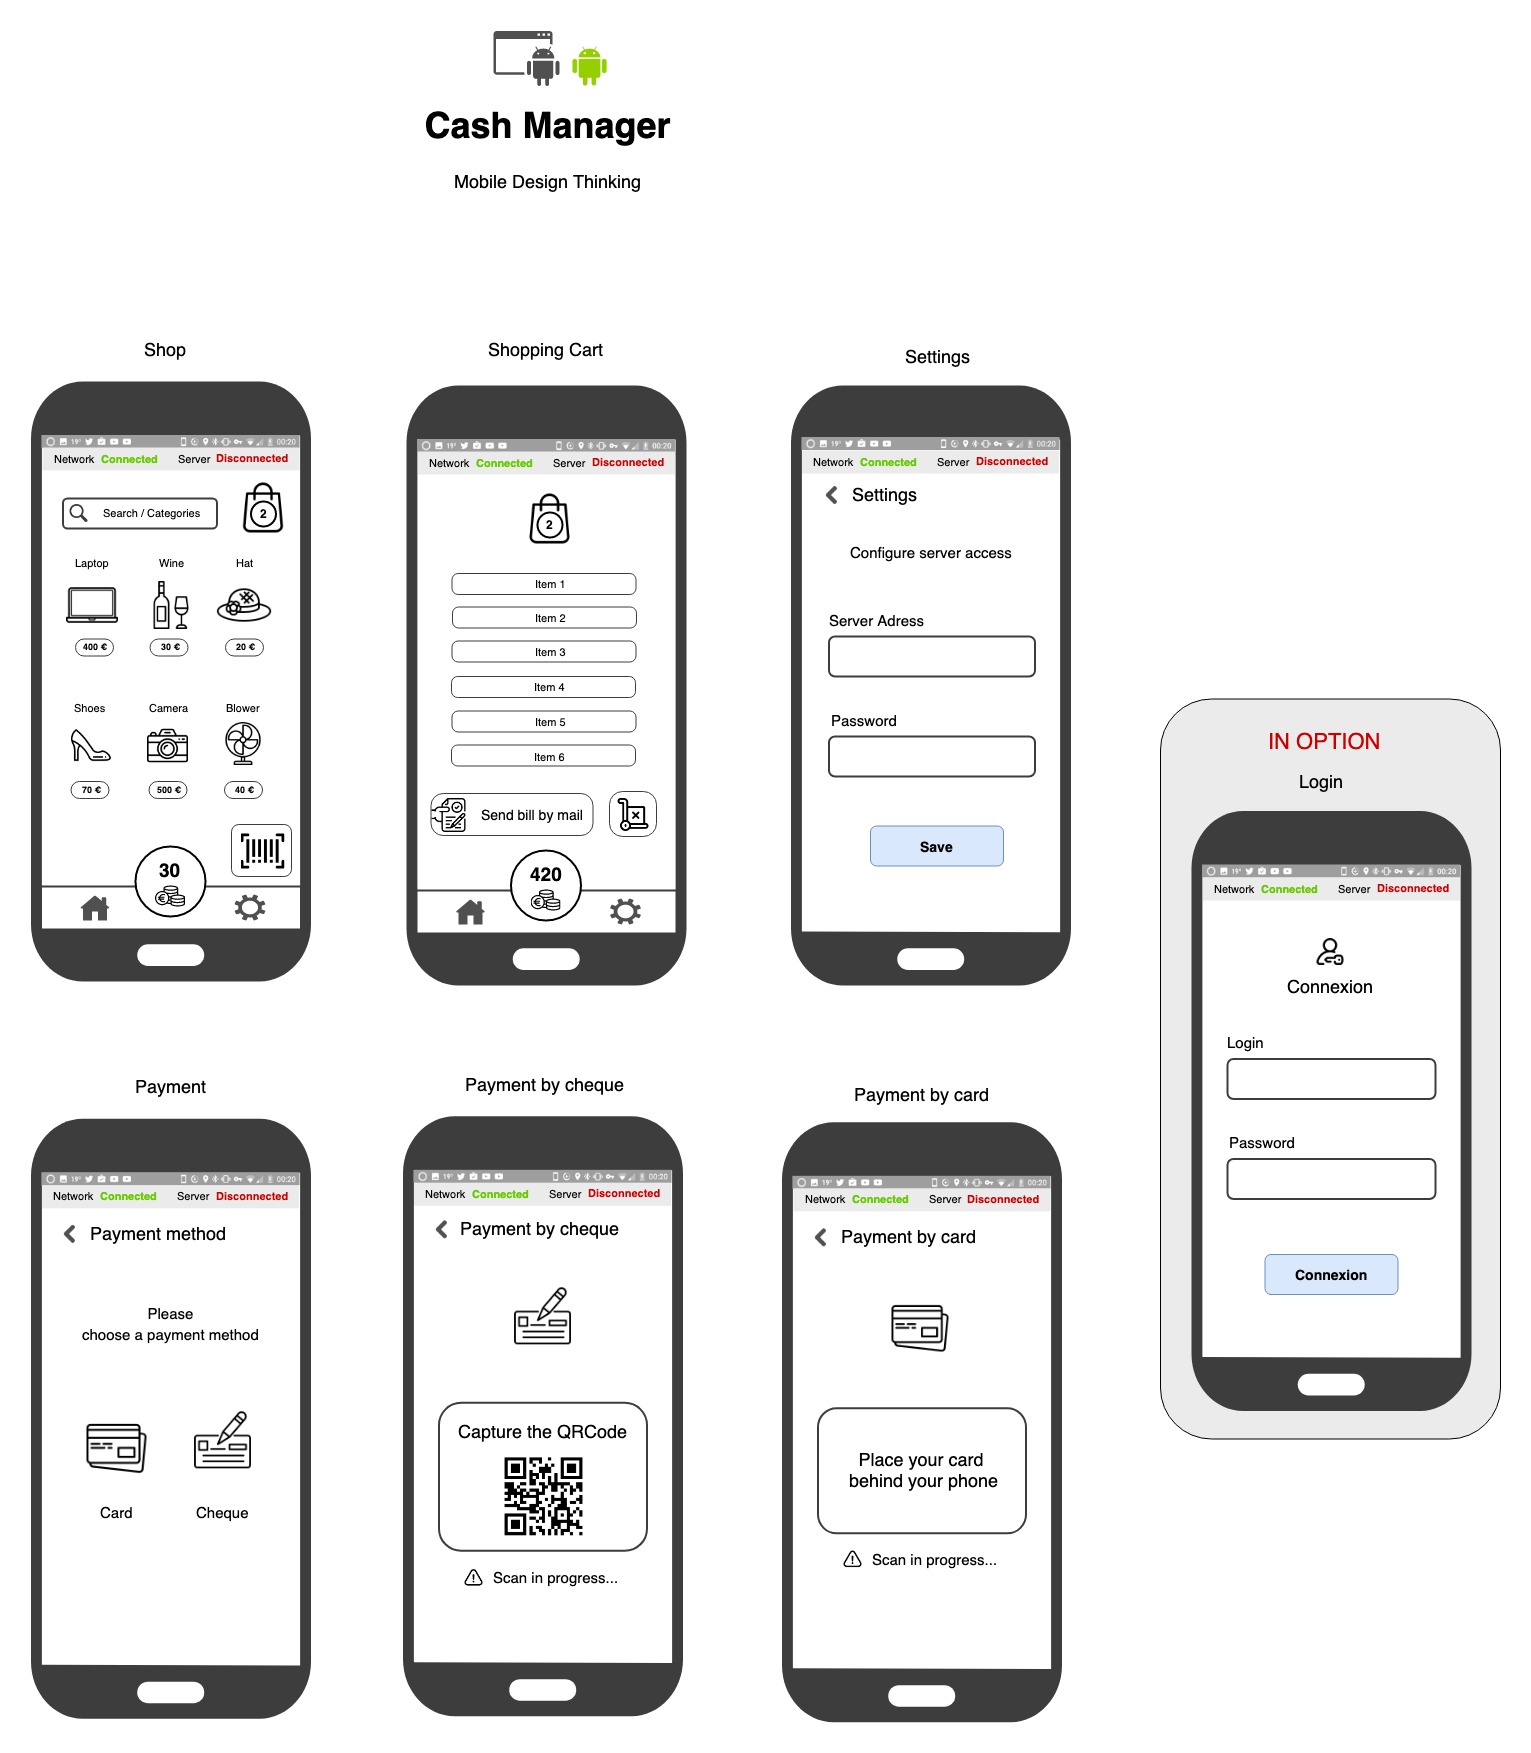 Cash Manager
Mobile Design Thinking
Shop
19°
00:20
Network Connected Server Disconnected
Search / Categories
2
Laptop Wine Hat
400 € 30 € 20 €
Shoes Camera Blower
70 € 500 € 40 €
30
Shopping Cart
19°
00:20
Network Connected Server Disconnected
2
Item 1
Item 2
Item 3
Item 4
Item 5
Item 6
Send bill by mail
420
Settings
19°
00:20
Network Connected Server Disconnected
Settings
Configure server access
Server Adress
Password
Save
IN OPTION
Login
19°
00:20
Network Connected Server Disconnected
Connexion
Login
Password
Connexion
Payment
19°
00:20
Network Connected Server Disconnected
Payment method
Please
choose a payment method
Card Cheque
Payment by cheque
19°
00:20
Network Connected Server Disconnected
Payment by cheque
Capture the QRCode
Scan in progress...
Payment by card
19°
00:20
Network Connected Server Disconnected
Payment by card
Place your card
behind your phone
Scan in progress...